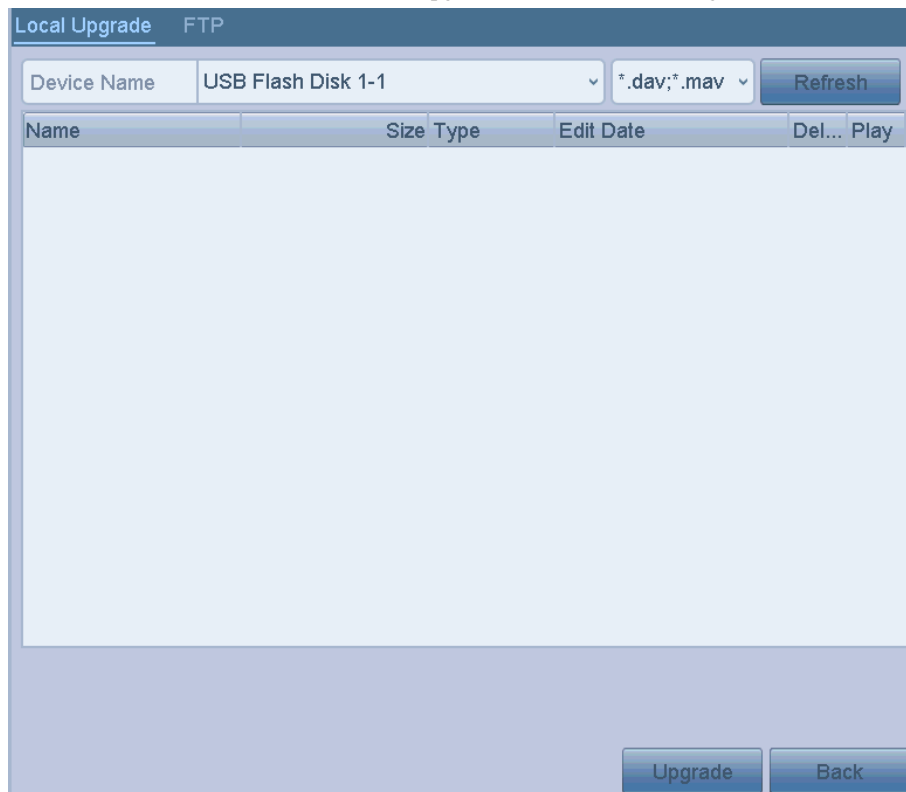 Local Upgrade FTP
Device Name USB Flash Disk 1-1 *.dav;*.mav Refresh
Name Size Type Edit Date Del... Play
Upgrade Back